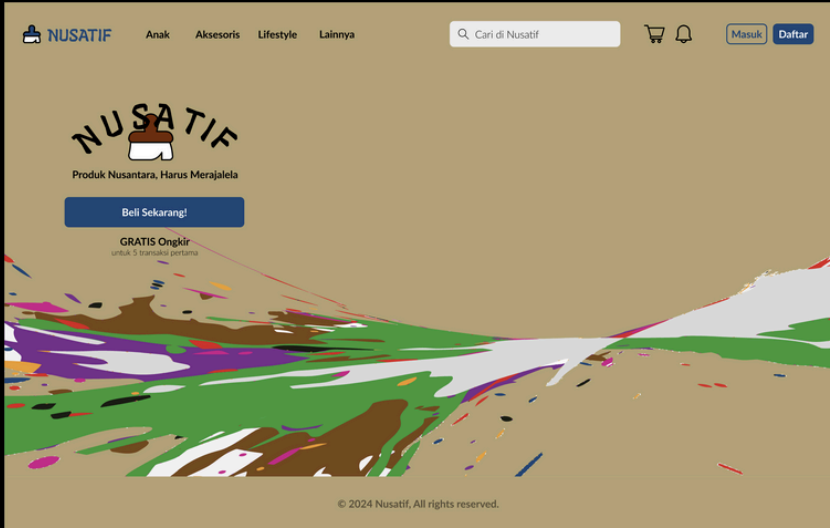 NUSATIF
Anak Aksesoris Lifestyle Lainnya
Cari di Nusatif
Masuk Daftar
NUSATIF
Produk Nusantara, Harus Merajalela
Beli Sekarang!
GRATIS Ongkir
untuk 5 transaksi pertama
© 2024 Nusatif, All rights reserved.